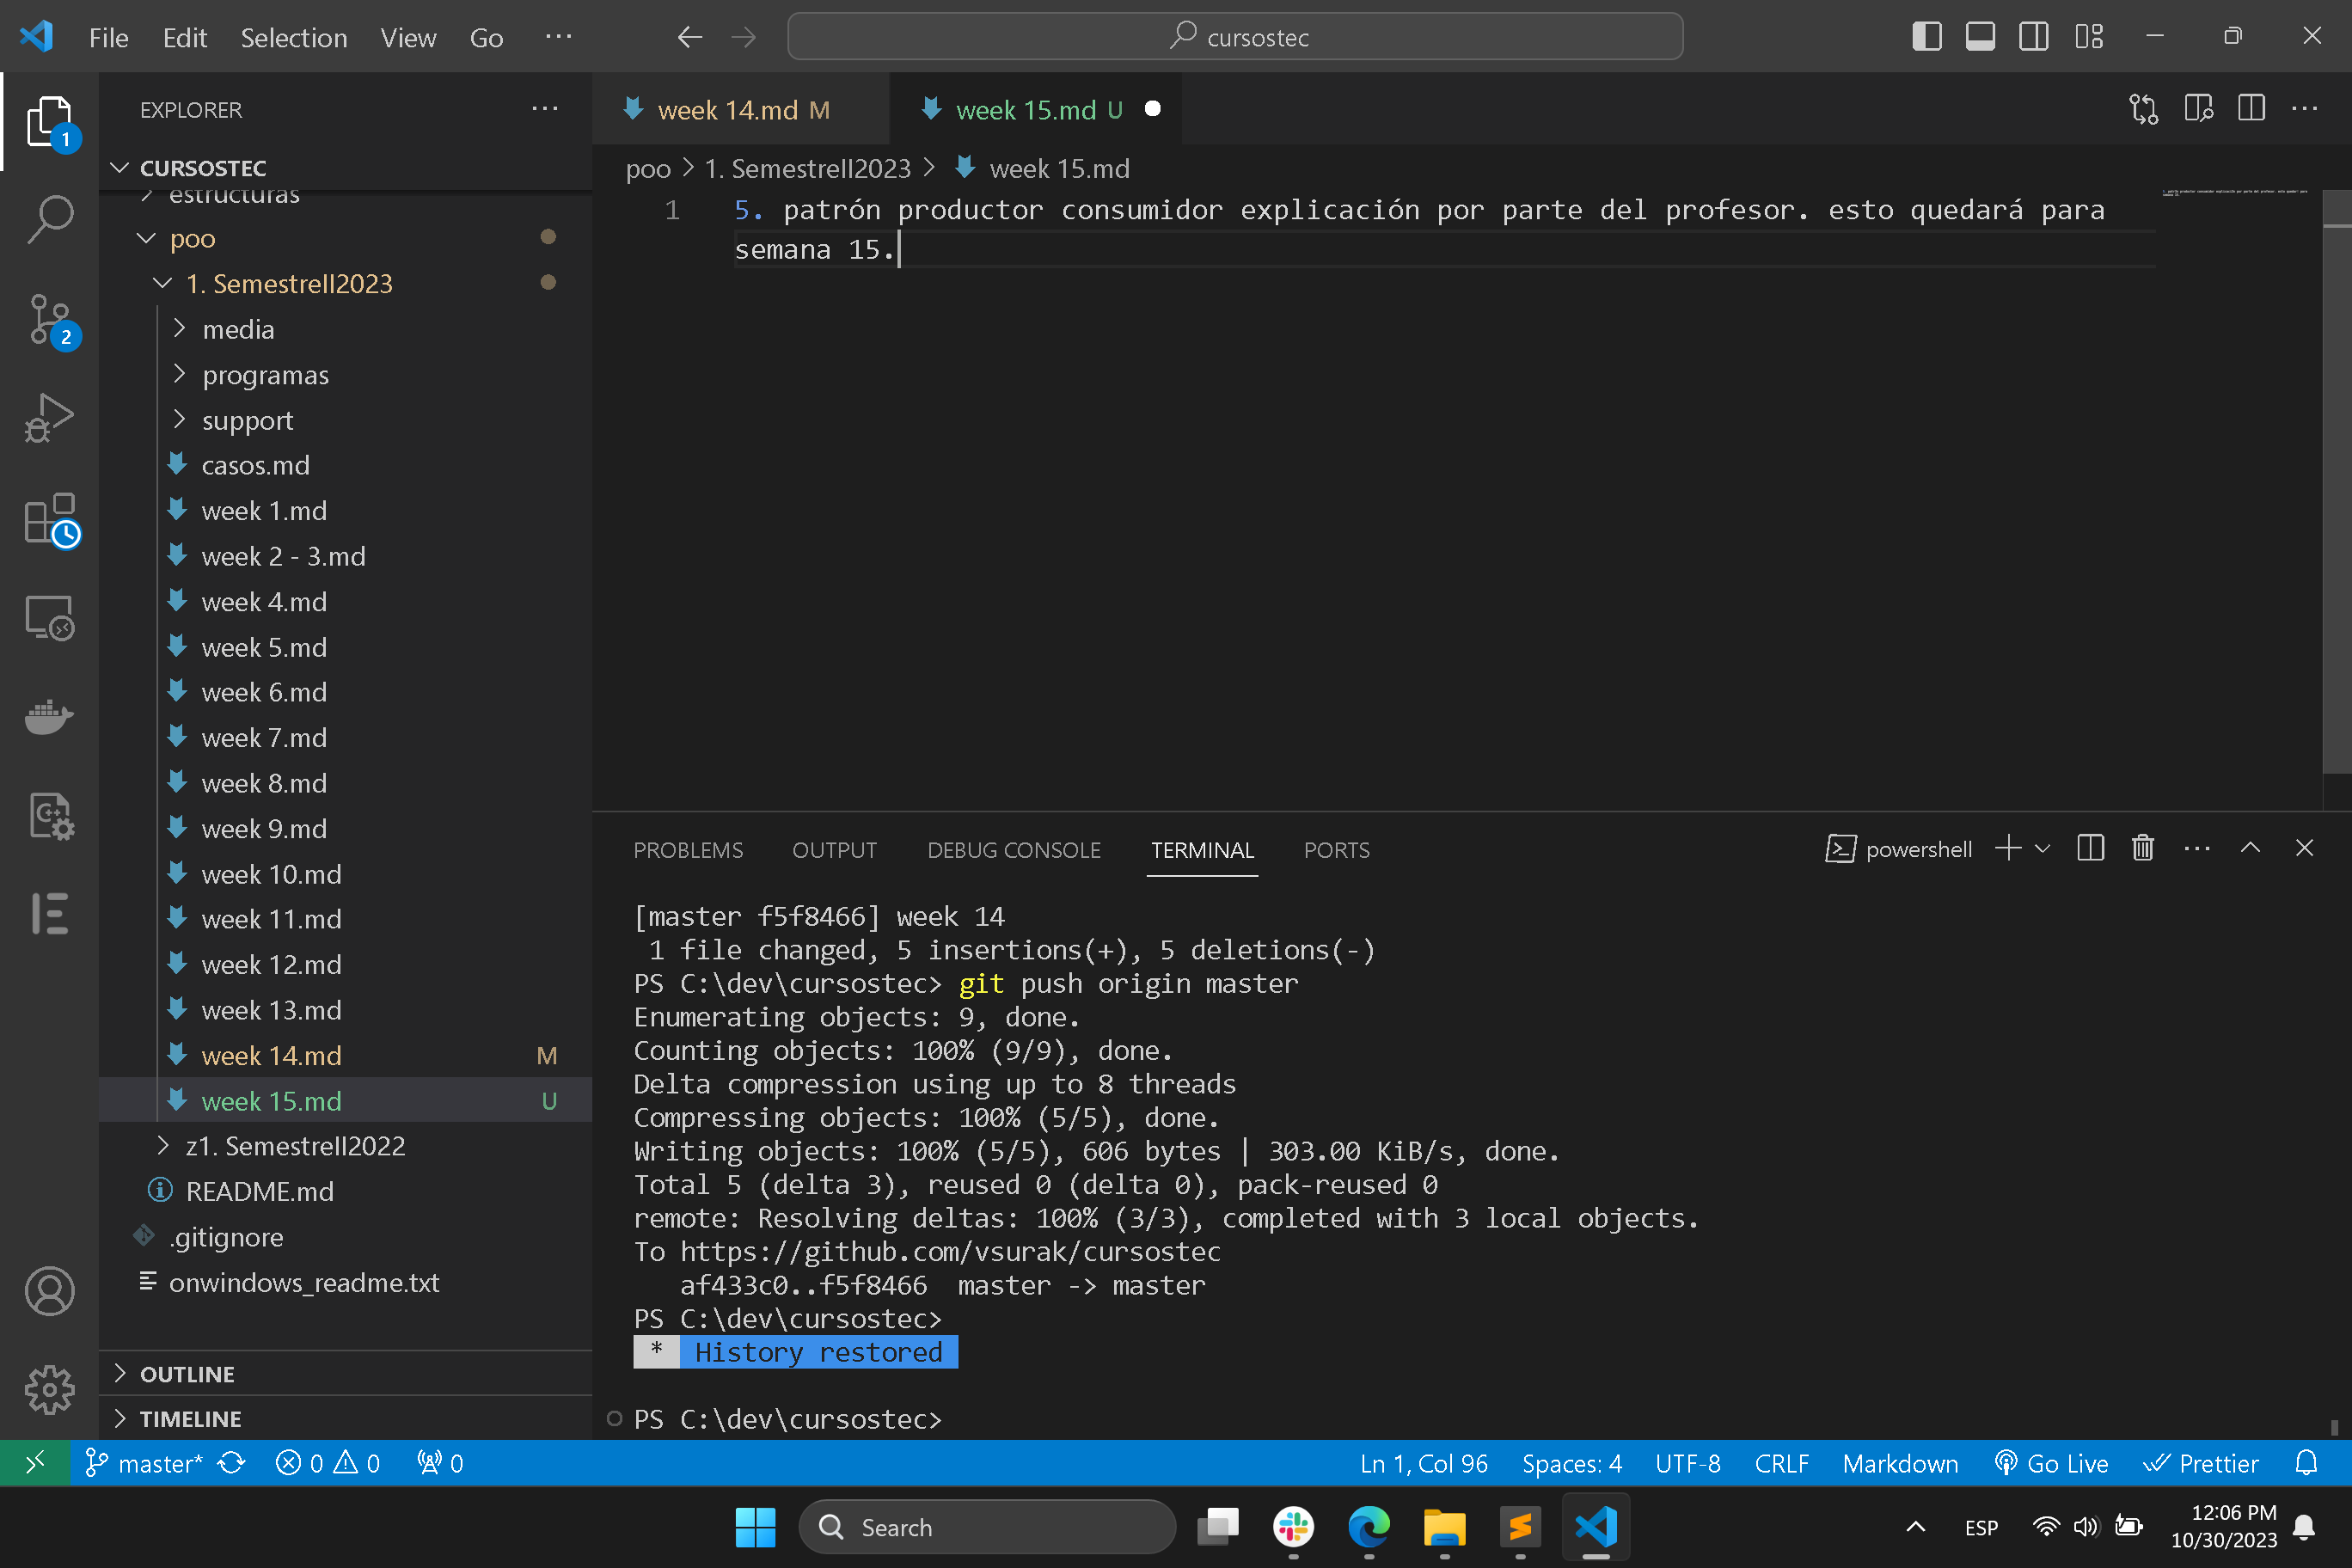 File Edit Selection View Go ···
cursostec
EXPLORER
CURSOSTEC
estructuras
poo
1. SemestreII2023
media
programas
support
casos.md
week 1.md
week 2 - 3.md
week 4.md
week 5.md
week 6.md
week 7.md
week 8.md
week 9.md
week 10.md
week 11.md
week 12.md
week 13.md
week 14.md M
week 15.md U
z1. SemestreII2022
README.md
.gitignore
onwindows_readme.txt
OUTLINE
TIMELINE
1
2
week 14.md M week 15.md U
poo > 1. SemestreII2023 > week 15.md
1 5. patrón productor consumidor explicación por parte del profesor. esto quedará para
semana 15.
PROBLEMS OUTPUT DEBUG CONSOLE TERMINAL PORTS
powershell
[master f5f8466] week 14
1 file changed, 5 insertions(+), 5 deletions(-)
PS C:\dev\cursostec> git push origin master
Enumerating objects: 9, done.
Counting objects: 100% (9/9), done.
Delta compression using up to 8 threads
Compressing objects: 100% (5/5), done.
Writing objects: 100% (5/5), 606 bytes | 303.00 KiB/s, done.
Total 5 (delta 3), reused 0 (delta 0), pack-reused 0
remote: Resolving deltas: 100% (3/3), completed with 3 local objects.
To https://github.com/vsurak/cursostec
af433c0..f5f8466 master -> master
PS C:\dev\cursostec>
* History restored
PS C:\dev\cursostec>
master* 0 0 0 Ln 1, Col 96 Spaces: 4 UTF-8 CRLF Markdown Go Live Prettier
Search
ESP
12:06 PM
10/30/2023